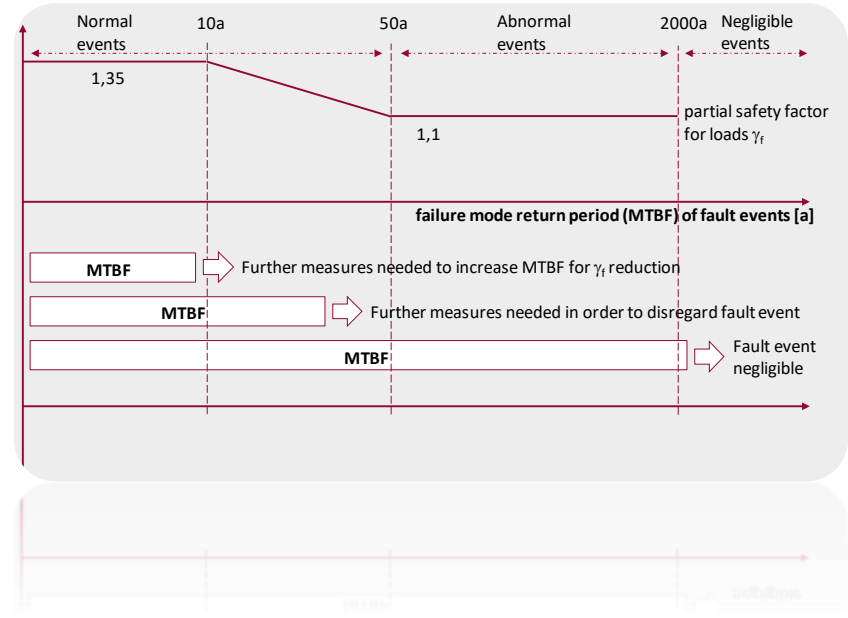 Normal
events
10a
50a
Abnormal
events
2000a
Negligible
events
1,35
1,1
partial safety factor
for loads γf
failure mode return period (MTBF) of fault events [a]
MTBF
Further measures needed to increase MTBF for γf reduction
MTBF
Further measures needed in order to disregard fault event
MTBF
Fault event
negligible